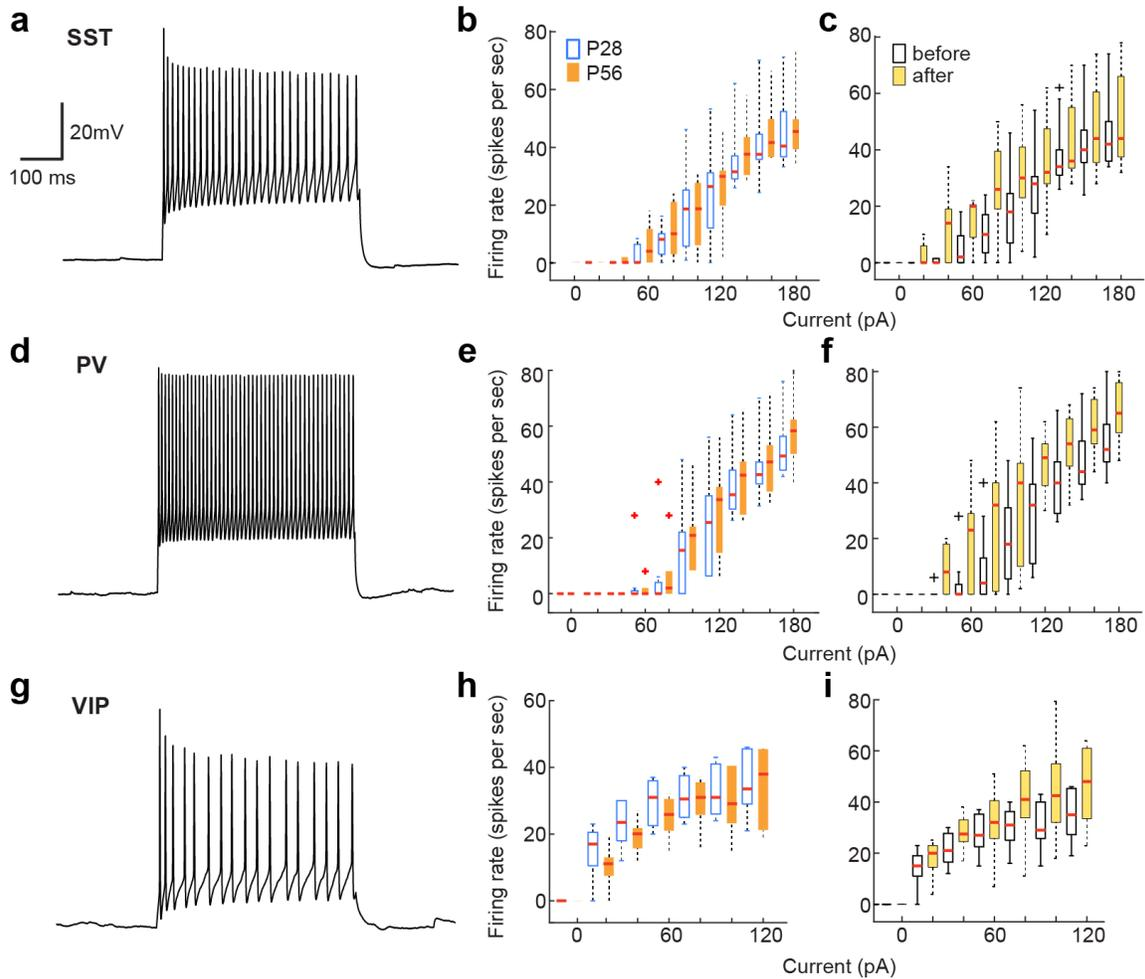 a
SST
20mV
100 ms
b
Firing rate (spikes per sec)
80
60
40
20
0
P28
P56
0
60
120
180
c
80
60
40
20
0
before
after
0
60
120
180
Current (pA)
d
PV
e
Firing rate (spikes per sec)
80
60
40
20
0
0
60
120
180
f
80
60
40
20
0
0
60
120
180
Current (pA)
g
VIP
h
Firing rate (spikes per sec)
60
40
20
0
0
60
120
i
80
60
40
20
0
0
60
120
Current (pA)